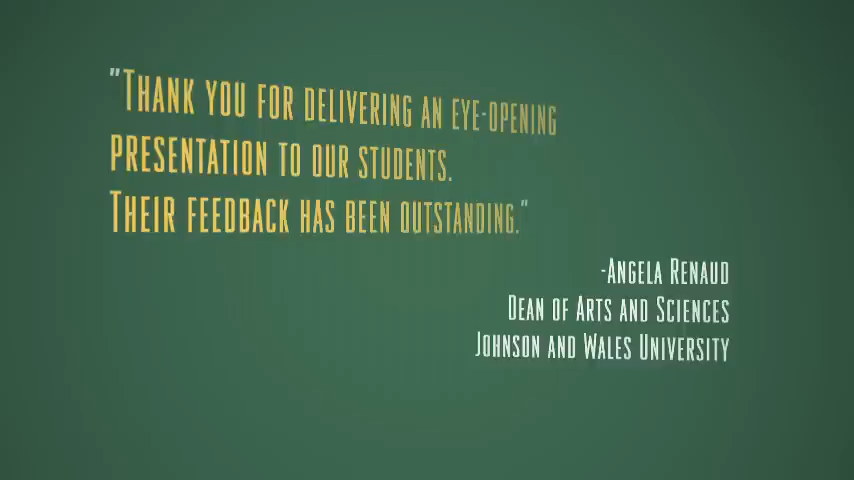 "Thank you for delivering an eye-opening
presentation to our students.
Their feedback has been outstanding."
-Angela Renaud
Dean of Arts and Sciences
Johnson and Wales University